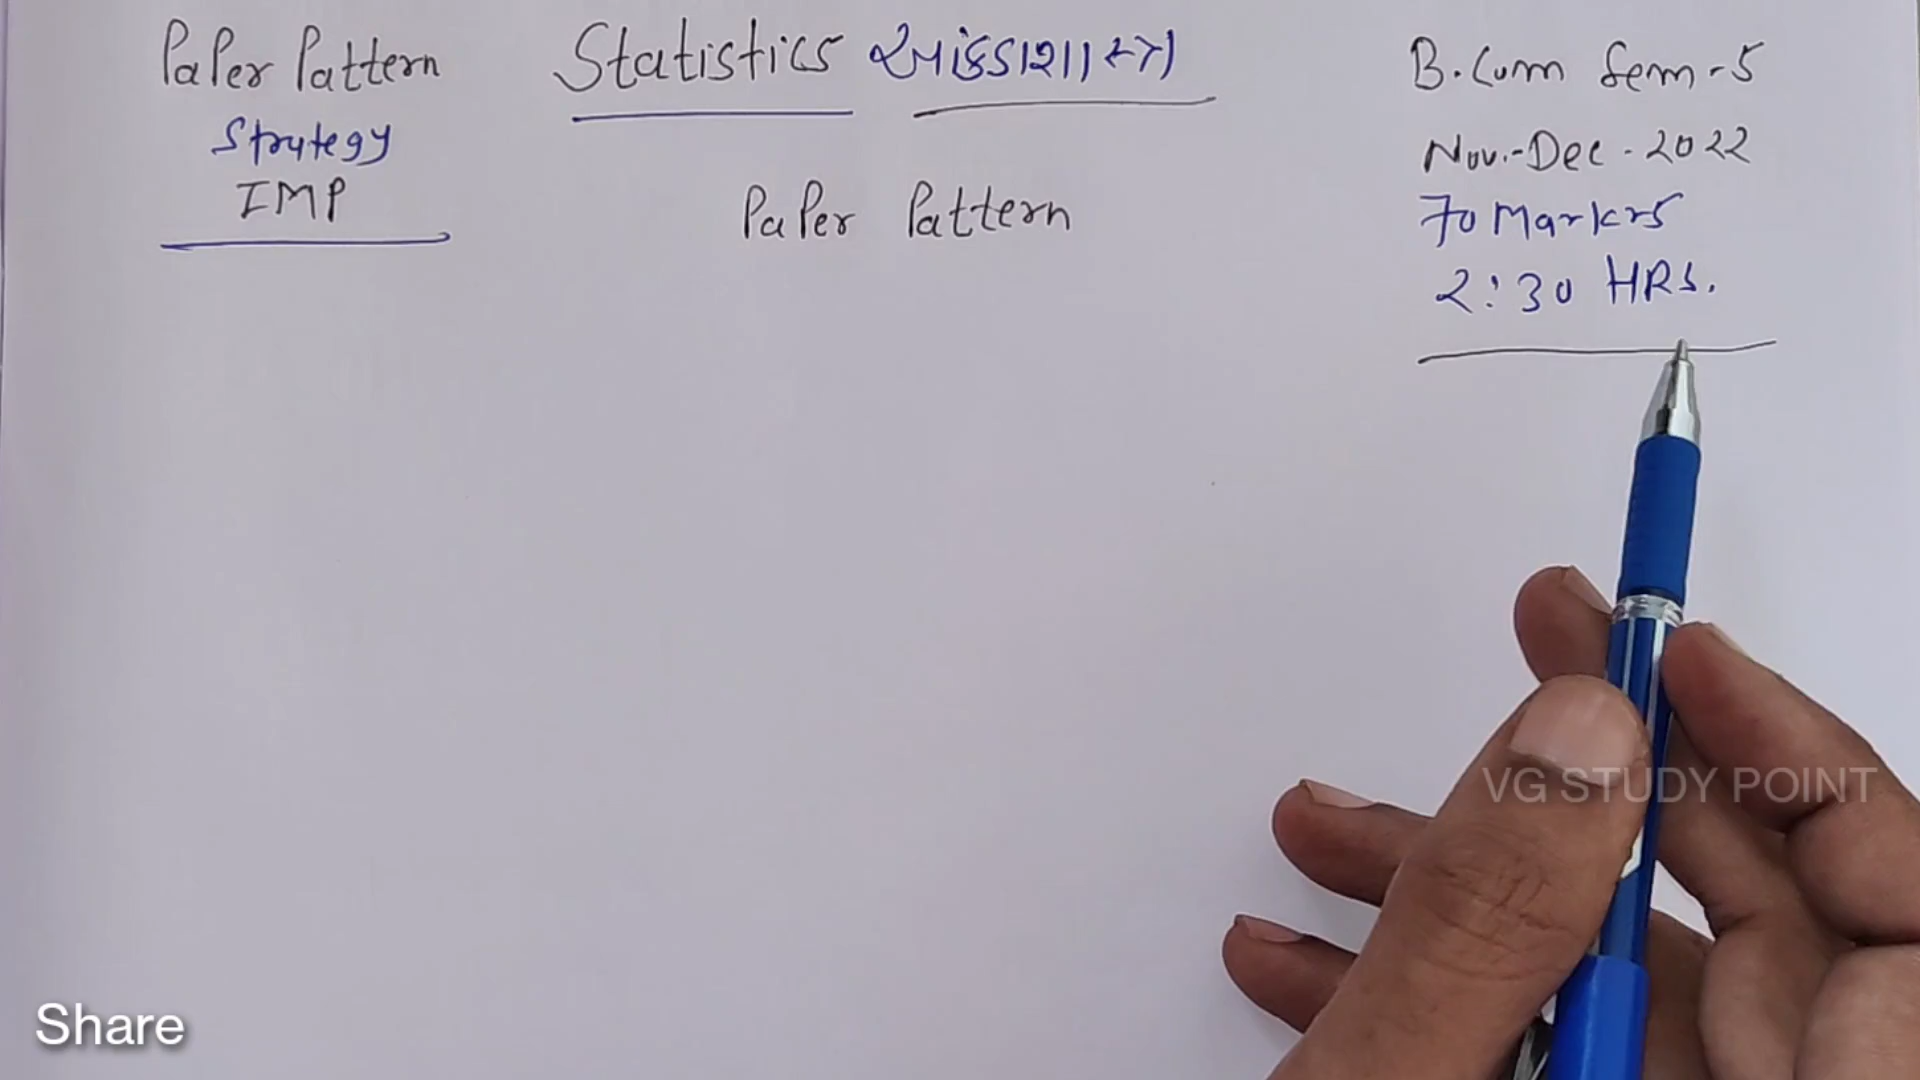 Paper Pattern
Strategy
IMP
Statistics આંકડાશાસ્ત્ર
Paper Pattern
B.Com Sem-5
Nov.-Dec.-2022
70 Markrs
2:30 HRS.
VG STUDY POINT
Share